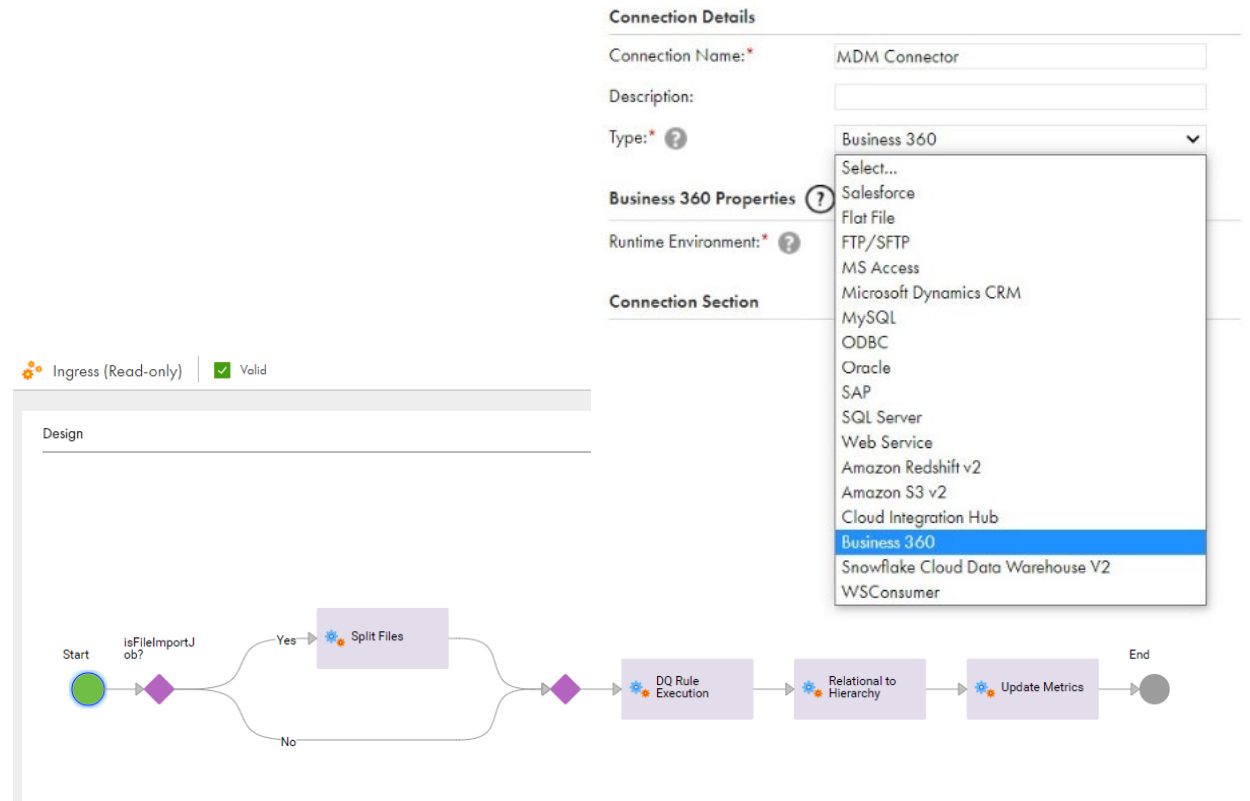 Connection Details
Connection Name:* MDM Connector
Description:
Type:* ? Business 360
Select...
Salesforce
Business 360 Properties ?
Flat File
FTP/SFTP
Runtime Environment:* ?
MS Access
Microsoft Dynamics CRM
Connection Section
MySQL
ODBC
Oracle
SAP
SQL Server
Web Service
Amazon Redshift v2
Amazon S3 v2
Cloud Integration Hub
Business 360
Snowflake Cloud Data Warehouse V2
WSConsumer
Ingress (Read-only) Valid
Design
Start
isFileImportJ
ob?
Yes
Split Files
No
DQ Rule
Execution
Relational to
Hierarchy
Update Metrics
End